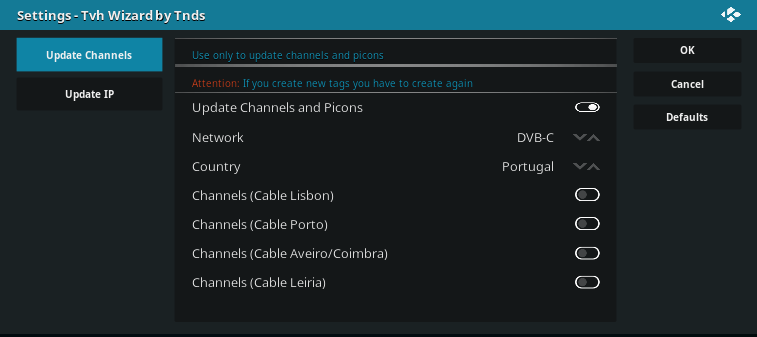 Settings - Tvh Wizard by Tnds
Update Channels
Update IP
Use only to update channels and picons
Attention: If you create new tags you have to create again
Update Channels and Picons
Network DVB-C
Country Portugal
Channels (Cable Lisbon)
Channels (Cable Porto)
Channels (Cable Aveiro/Coimbra)
Channels (Cable Leiria)
OK
Cancel
Defaults